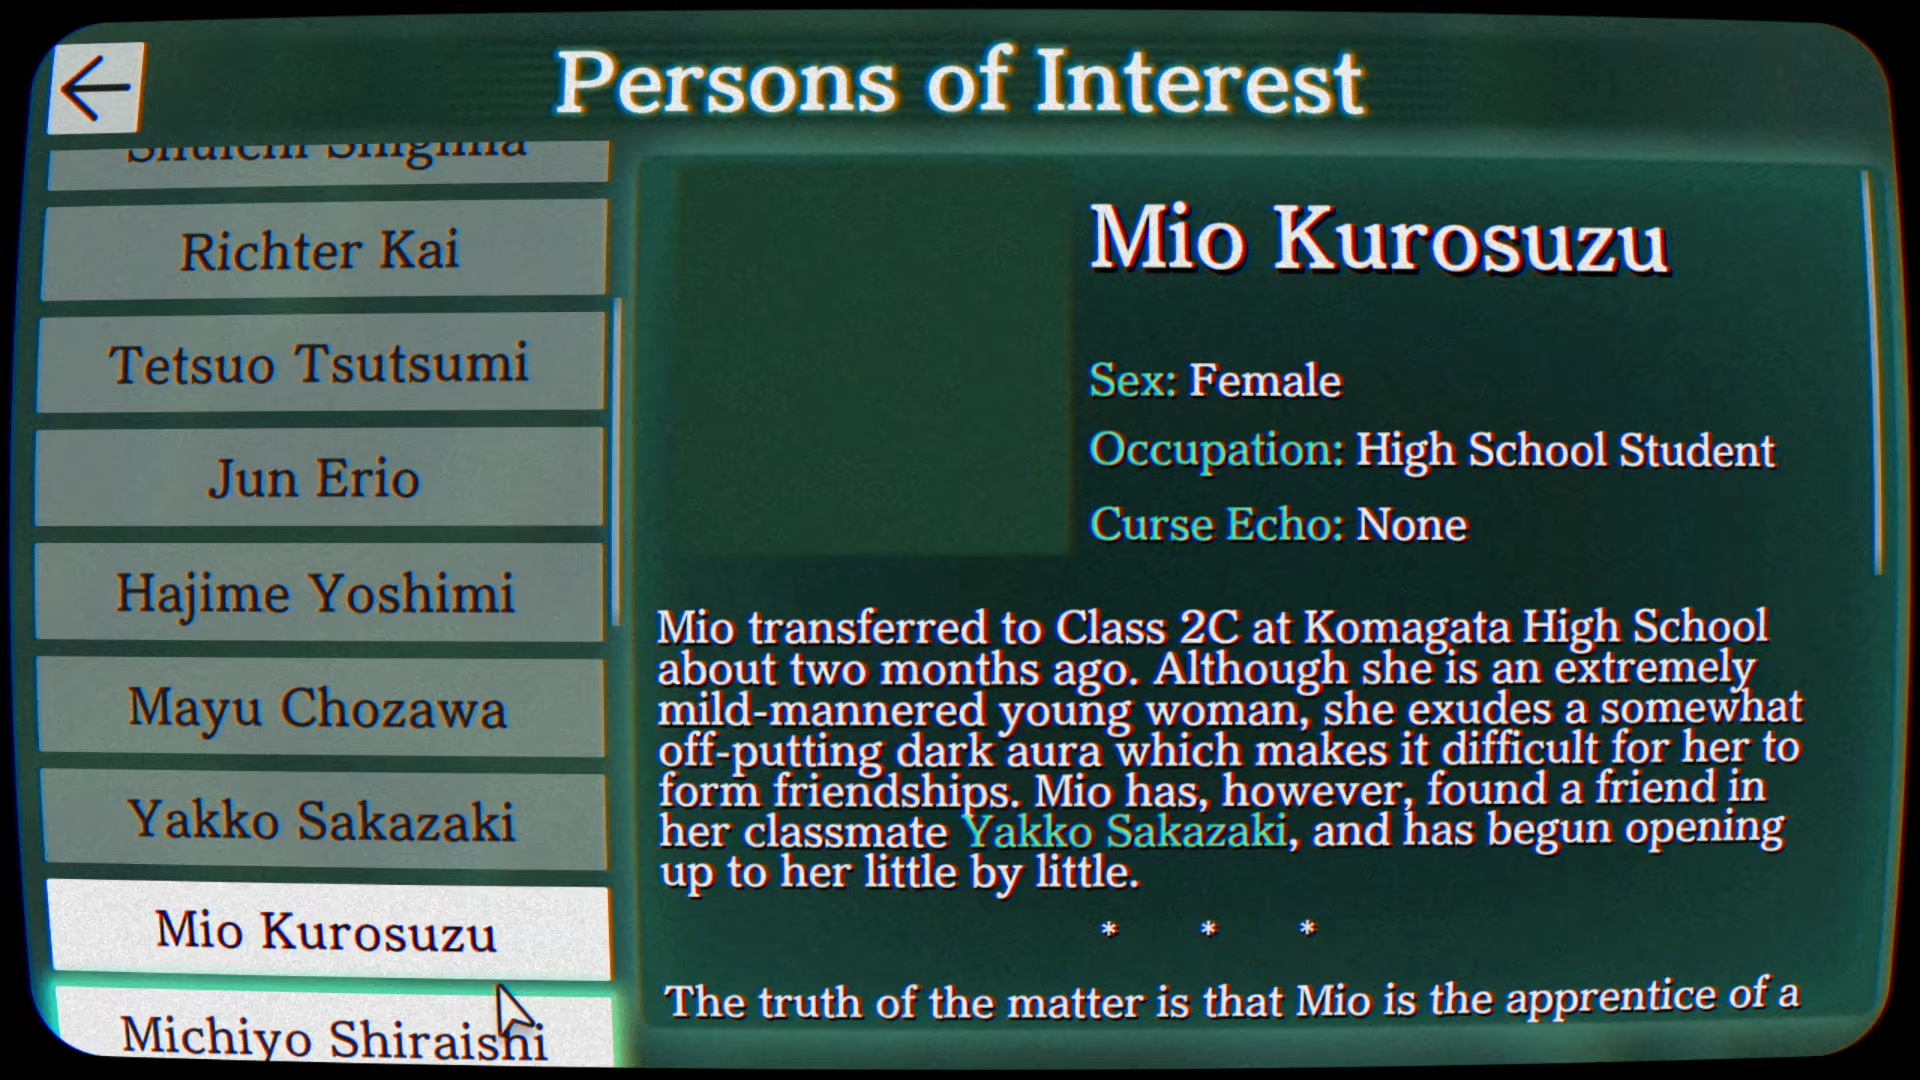 Persons of Interest
Shuichi Shigima
Richter Kai
Tetsuo Tsutsumi
Jun Erio
Hajime Yoshimi
Mayu Chozawa
Yakko Sakazaki
Mio Kurosuzu
Michiyo Shiraishi
Mio Kurosuzu
Sex: Female
Occupation: High School Student
Curse Echo: None
Mio transferred to Class 2C at Komagata High School
about two months ago. Although she is an extremely
mild-mannered young woman, she exudes a somewhat
off-putting dark aura which makes it difficult for her to
form friendships. Mio has, however, found a friend in
her classmate Yakko Sakazaki, and has begun opening
up to her little by little.
* * *
The truth of the matter is that Mio is the apprentice of a